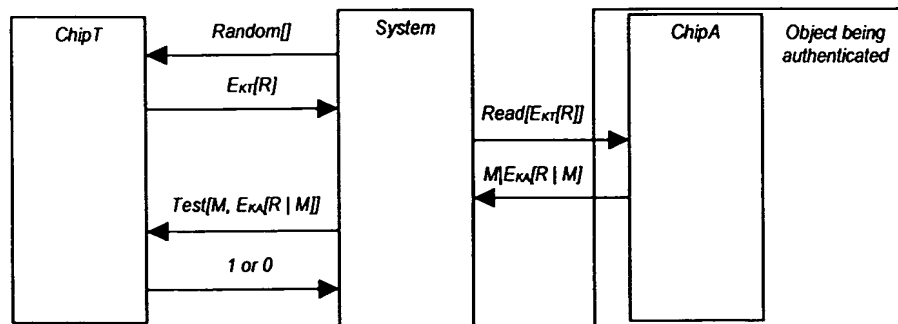 ChipT
System
ChipA
Object being
authenticated
Random[]
EKT[R]
Read[EKT[R]]
M|EKA[R | M]
Test[M, EKA[R | M]]
1 or 0